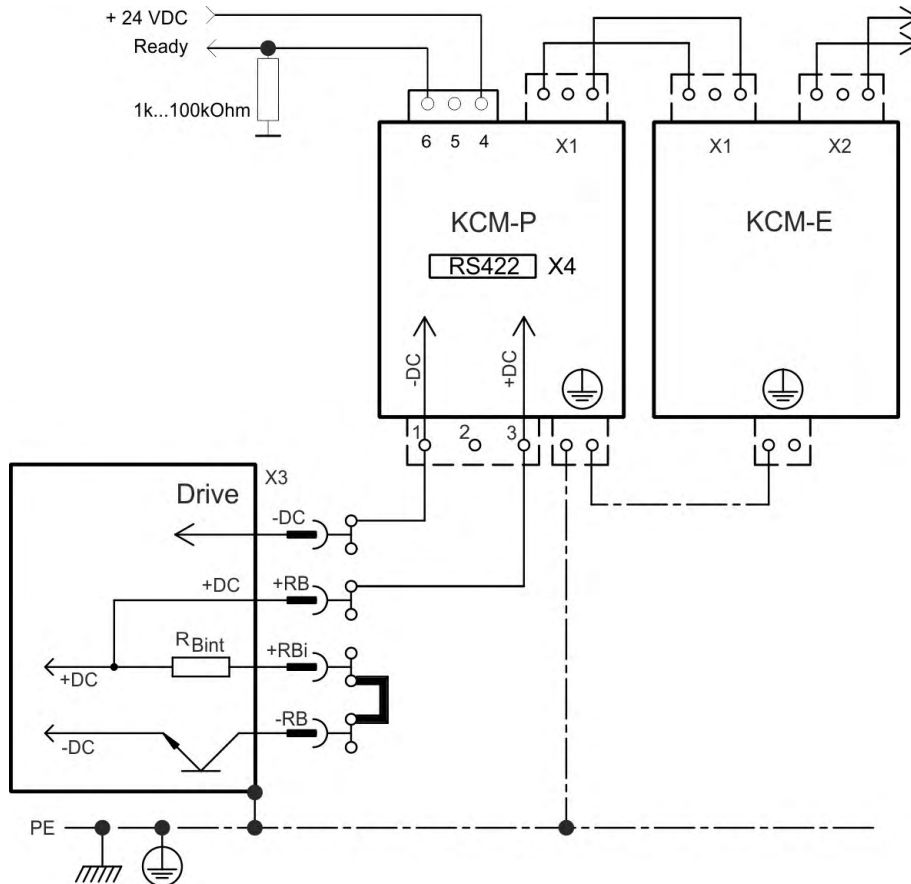 + 24 VDC
Ready
1k...100kOhm
6 5 4
X1
X1
X2
KCM-P
KCM-E
RS422
X4
-DC
+DC
1 2 3
X3
Drive
-DC
+DC
+RB
RBint
+RBi
+DC
-RB
-DC
PE